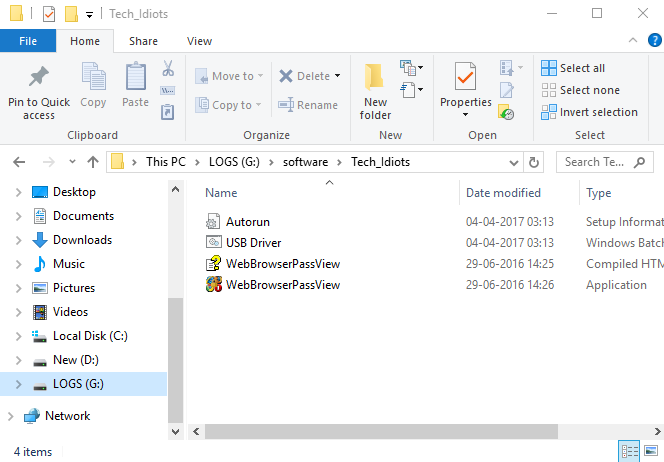 Tech_Idiots
File Home Share View
Pin to Quick access
Copy
Paste
Clipboard
Move to
Copy to
Delete
Rename
Organize
New folder
New
Properties
Open
Select all
Select none
Invert selection
Select
This PC LOGS (G:) software Tech_Idiots
Search Te...
Desktop
Documents
Downloads
Music
Pictures
Videos
Local Disk (C:)
New (D:)
LOGS (G:)
Network
Name Date modified Type
Autorun 04-04-2017 03:13 Setup Informat
USB Driver 04-04-2017 03:13 Windows Batch
WebBrowserPassView 29-06-2016 14:25 Compiled HTM
WebBrowserPassView 29-06-2016 14:26 Application
4 items